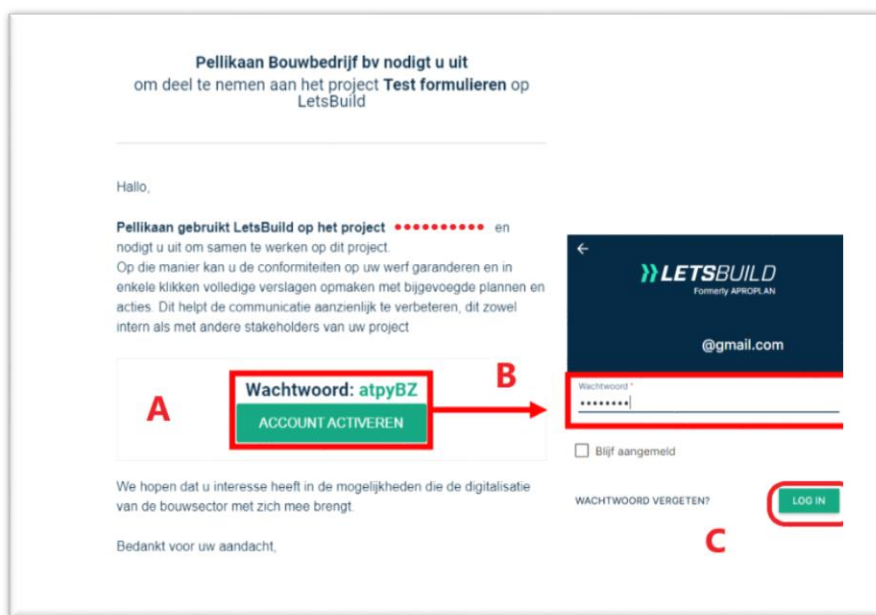 Pellikaan Bouwbedrijf bv nodigt u uit
om deel te nemen aan het project Test formulieren op
LetsBuild
Hallo,
Pellikaan gebruikt LetsBuild op het project •••••••••• en
nodigt u uit om samen te werken op dit project.
Op die manier kan u de conformiteiten op uw werf garanderen en in
enkele klikken volledige verslagen opmaken met bijgevoegde plannen en
acties. Dit helpt de communicatie aanzienlijk te verbeteren, dit zowel
intern als met andere stakeholders van uw project
A
Wachtwoord: atpyBZ
ACCOUNT ACTIVEREN
B
We hopen dat u interesse heeft in de mogelijkheden die de digitalisatie
van de bouwsector met zich mee brengt.
Bedankt voor uw aandacht,
LETSBUILD
Formerly APROPLAN
@gmail.com
Wachtwoord *
••••••••
Blijf aangemeld
WACHTWOORD VERGETEN?
LOG IN
C